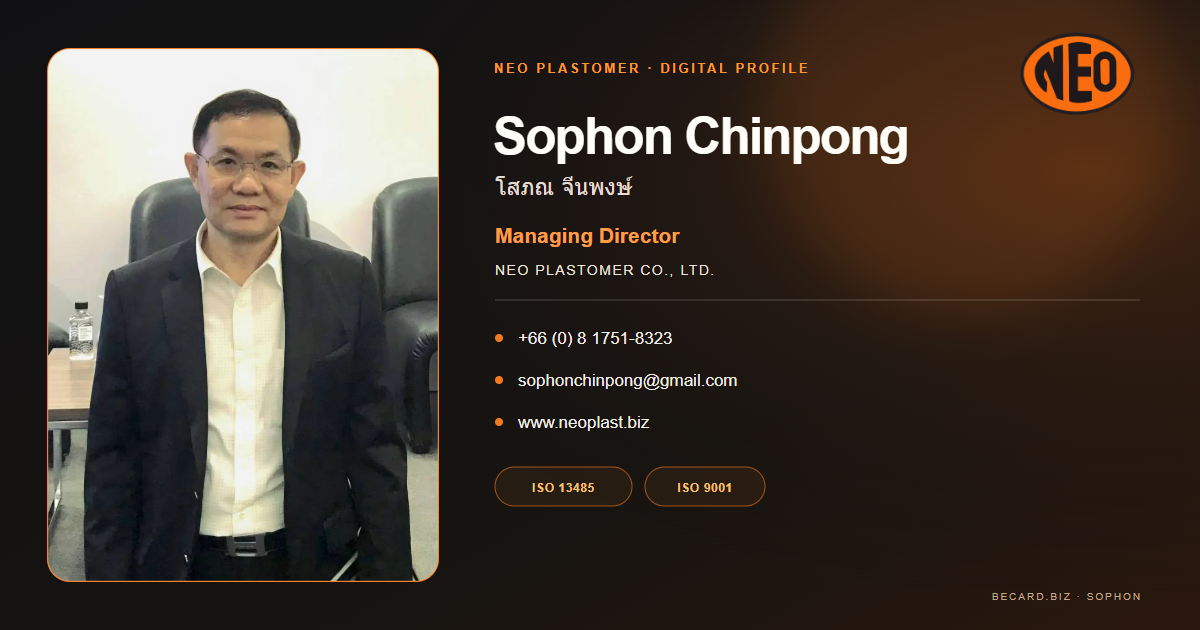 NEO PLASTOMER · DIGITAL PROFILE
NEO
Sophon Chinpong
โสภณ จีนพงษ์
Managing Director
NEO PLASTOMER CO., LTD.
+66 (0) 8 1751-8323
sophonchinpong@gmail.com
www.neoplast.biz
ISO 13485
ISO 9001
BECARD.BIZ · SOPHON